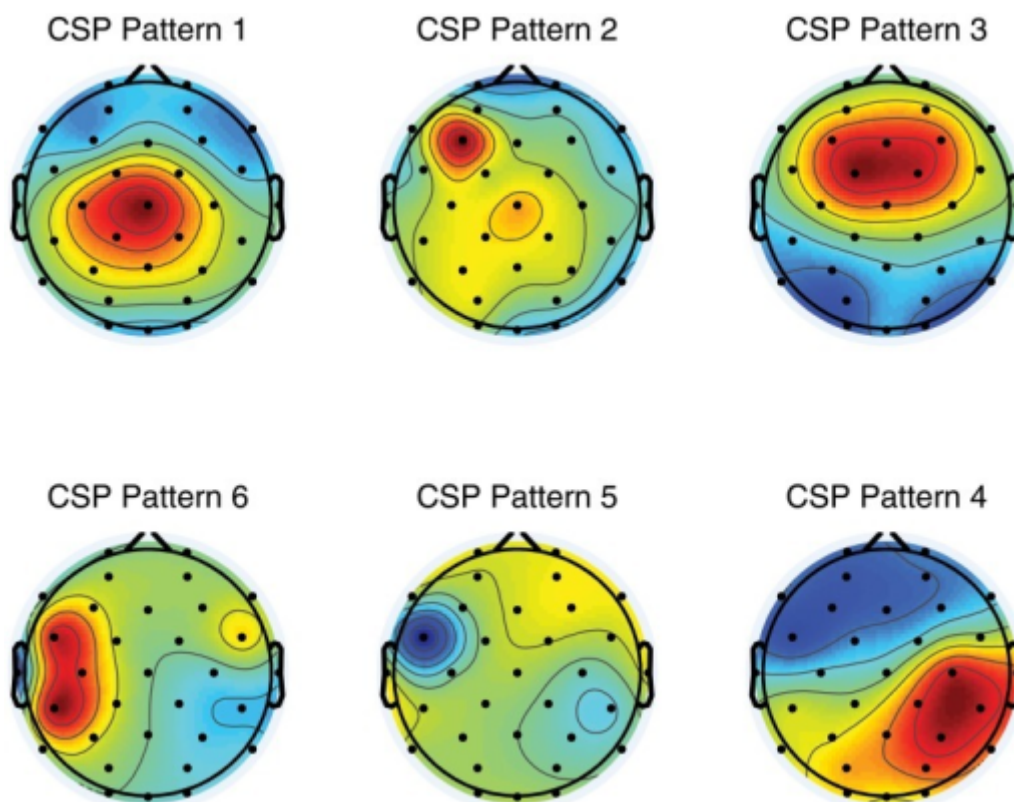 CSP Pattern 1
CSP Pattern 2
CSP Pattern 3
CSP Pattern 6
CSP Pattern 5
CSP Pattern 4